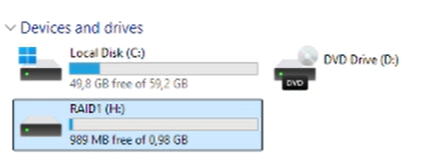 Devices and drives
Local Disk (C:)
49,8 GB free of 59,2 GB
DVD Drive (D:)
DVD
RAID1 (H:)
989 MB free of 0,98 GB